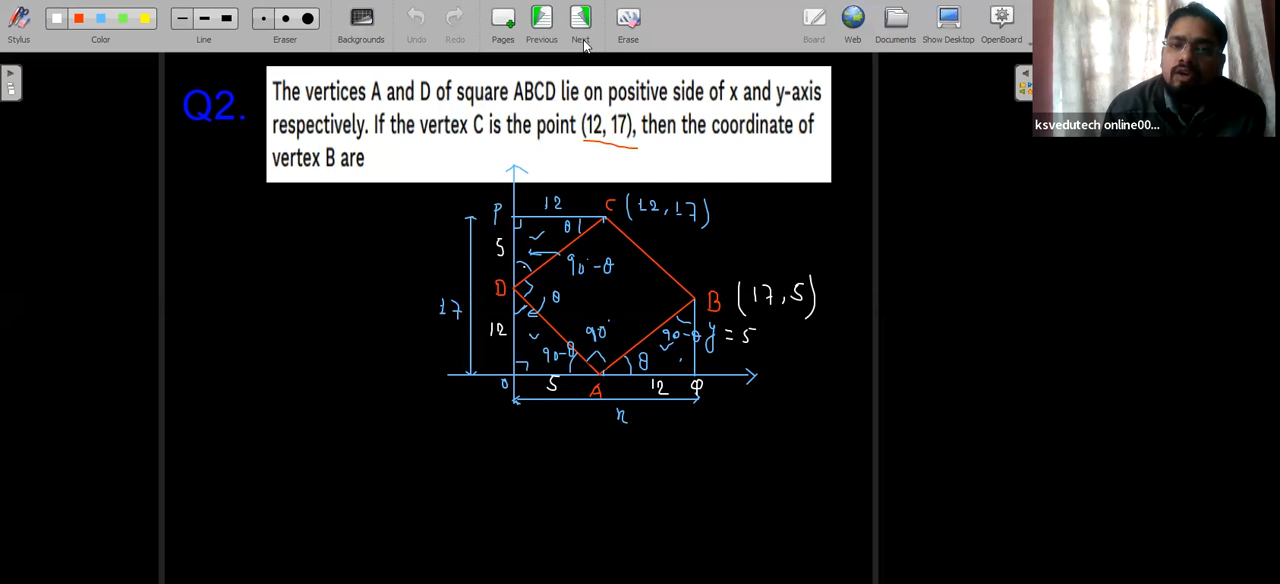 Stylus Color Line Eraser Backgrounds Undo Redo Pages Previous Next Erase Board Web Documents Show Desktop OpenBoard
ksvedutech online00...
Q2.
The vertices A and D of square ABCD lie on positive side of x and y-axis
respectively. If the vertex C is the point (12, 17), then the coordinate of
vertex B are
12
P
C (12, 17)
θ
5
90°-θ
D
θ
B (17, 5)
17
12
90°
90-θ
y = 5
90-θ
θ
O
5
A
12
φ
x